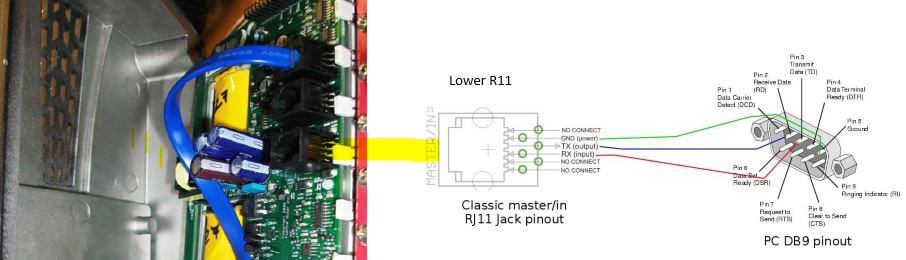 Lower R11
J1
MASTER/IN
NO CONNECT
GND (power)
TX (output)
RX (input)
NO CONNECT
NO CONNECT
Classic master/in
RJ11 Jack pinout
Pin 1
Data Carrier
Detect (DCD)
Pin 2
Receive Data
(RD)
Pin 3
Transmit
Data (TD)
Pin 4
Data Terminal
Ready (DTR)
Pin 5
Ground
Pin 6
Data Set
Ready (DSR)
Pin 7
Request to
Send (RTS)
Pin 8
Clear to Send
(CTS)
Pin 9
Ringing Indicator (RI)
PC DB9 pinout